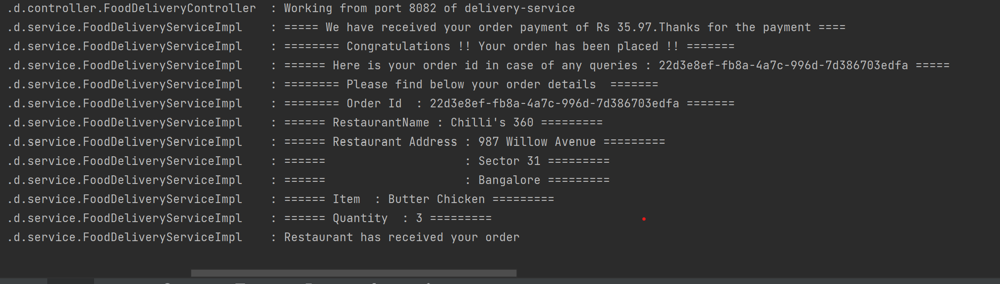 .d.controller.FoodDeliveryController  : Working from port 8082 of delivery-service
.d.service.FoodDeliveryServiceImpl    : ===== We have received your order payment of Rs 35.97.Thanks for the payment ====
.d.service.FoodDeliveryServiceImpl    : ======== Congratulations !! Your order has been placed !! =======
.d.service.FoodDeliveryServiceImpl    : ====== Here is your order id in case of any queries : 22d3e8ef-fb8a-4a7c-996d-7d386703edfa =====
.d.service.FoodDeliveryServiceImpl    : ======== Please find below your order details  =======
.d.service.FoodDeliveryServiceImpl    : ======== Order Id  : 22d3e8ef-fb8a-4a7c-996d-7d386703edfa =======
.d.service.FoodDeliveryServiceImpl    : ====== RestaurantName : Chilli's 360 =========
.d.service.FoodDeliveryServiceImpl    : ====== Restaurant Address : 987 Willow Avenue =========
.d.service.FoodDeliveryServiceImpl    : ======                    : Sector 31 =========
.d.service.FoodDeliveryServiceImpl    : ======                    : Bangalore =========
.d.service.FoodDeliveryServiceImpl    : ====== Item  : Butter Chicken =========
.d.service.FoodDeliveryServiceImpl    : ====== Quantity  : 3 =========
.d.service.FoodDeliveryServiceImpl    : Restaurant has received your order